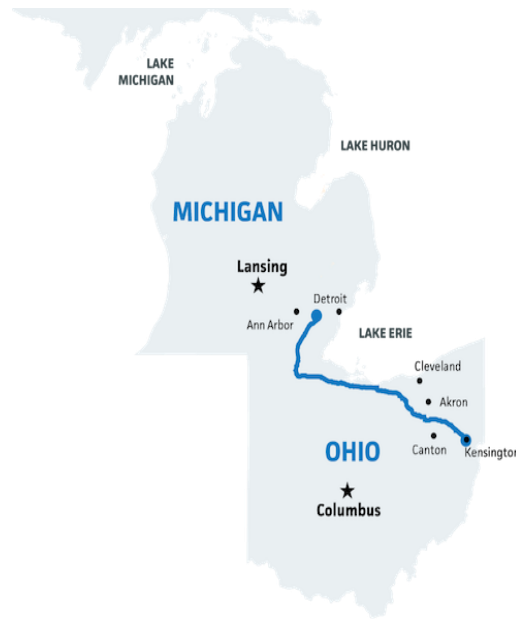 LAKE
MICHIGAN
LAKE HURON
MICHIGAN
Lansing
Detroit
Ann Arbor
LAKE ERIE
Cleveland
Akron
OHIO
Canton
Kensington
Columbus